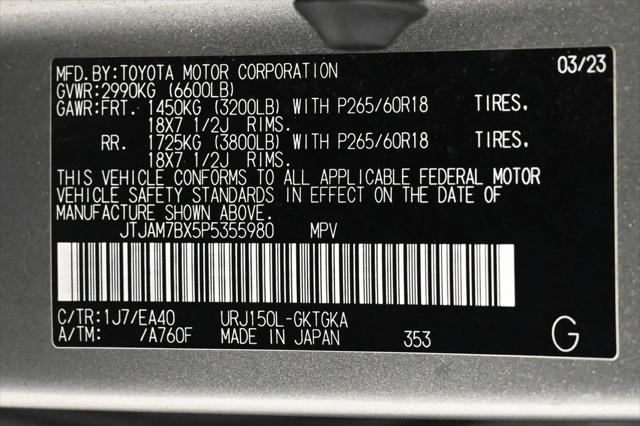 MFD.BY:TOYOTA MOTOR CORPORATION 03/23
GVWR:2990KG (6600LB)
GAWR:FRT. 1450KG (3200LB) WITH P265/60R18 TIRES.
18X7 1/2J RIMS.
RR. 1725KG (3800LB) WITH P265/60R18 TIRES.
18X7 1/2J RIMS.
THIS VEHICLE CONFORMS TO ALL APPLICABLE FEDERAL MOTOR
VEHICLE SAFETY STANDARDS IN EFFECT ON THE DATE OF
MANUFACTURE SHOWN ABOVE.
JTJAM7BX5P5355980 MPV
C/TR:1J7/EA40 URJ150L-GKTGKA
A/TM: /A760F MADE IN JAPAN 353 G